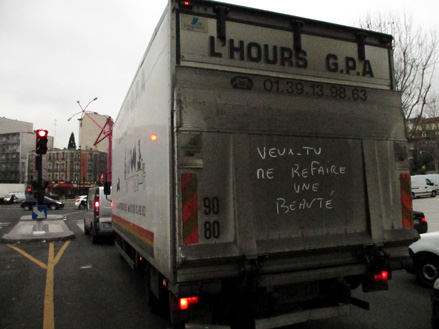 L'HOURS G.P.A
01.39.13.98.63
VEUX-TU
NE REFAIRE
UNE
BEAUTÉ
90
80